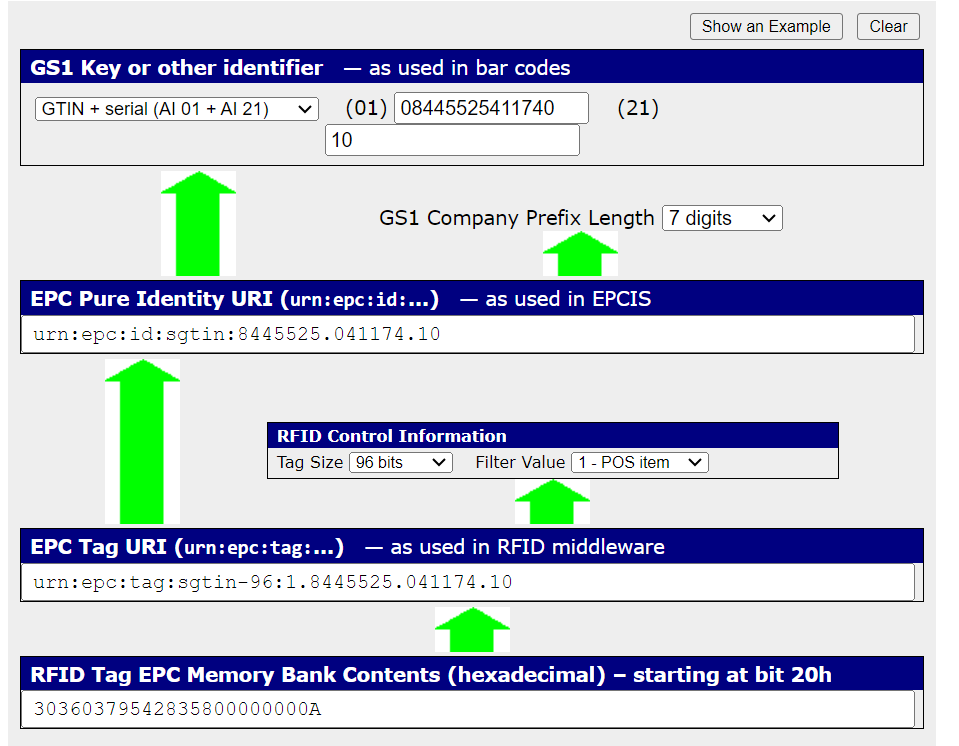 Show an Example Clear
GS1 Key or other identifier — as used in bar codes
GTIN + serial (AI 01 + AI 21) (01) 08445525411740 (21)
10
GS1 Company Prefix Length 7 digits
EPC Pure Identity URI (urn:epc:id:...) — as used in EPCIS
urn:epc:id:sgtin:8445525.041174.10
RFID Control Information
Tag Size 96 bits Filter Value 1 - POS item
EPC Tag URI (urn:epc:tag:...) — as used in RFID middleware
urn:epc:tag:sgtin-96:1.8445525.041174.10
RFID Tag EPC Memory Bank Contents (hexadecimal) – starting at bit 20h
30360379542835800000000A